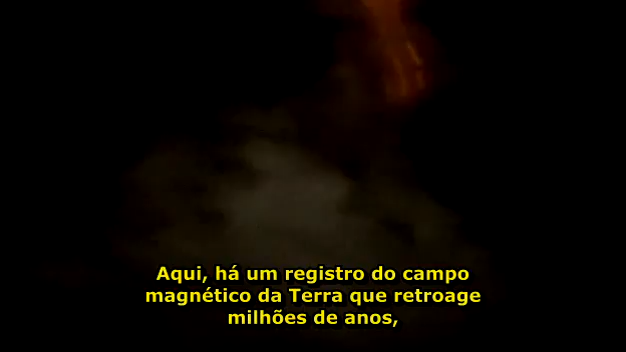 Aqui, há um registro do campo
magnético da Terra que retroage
milhões de anos,